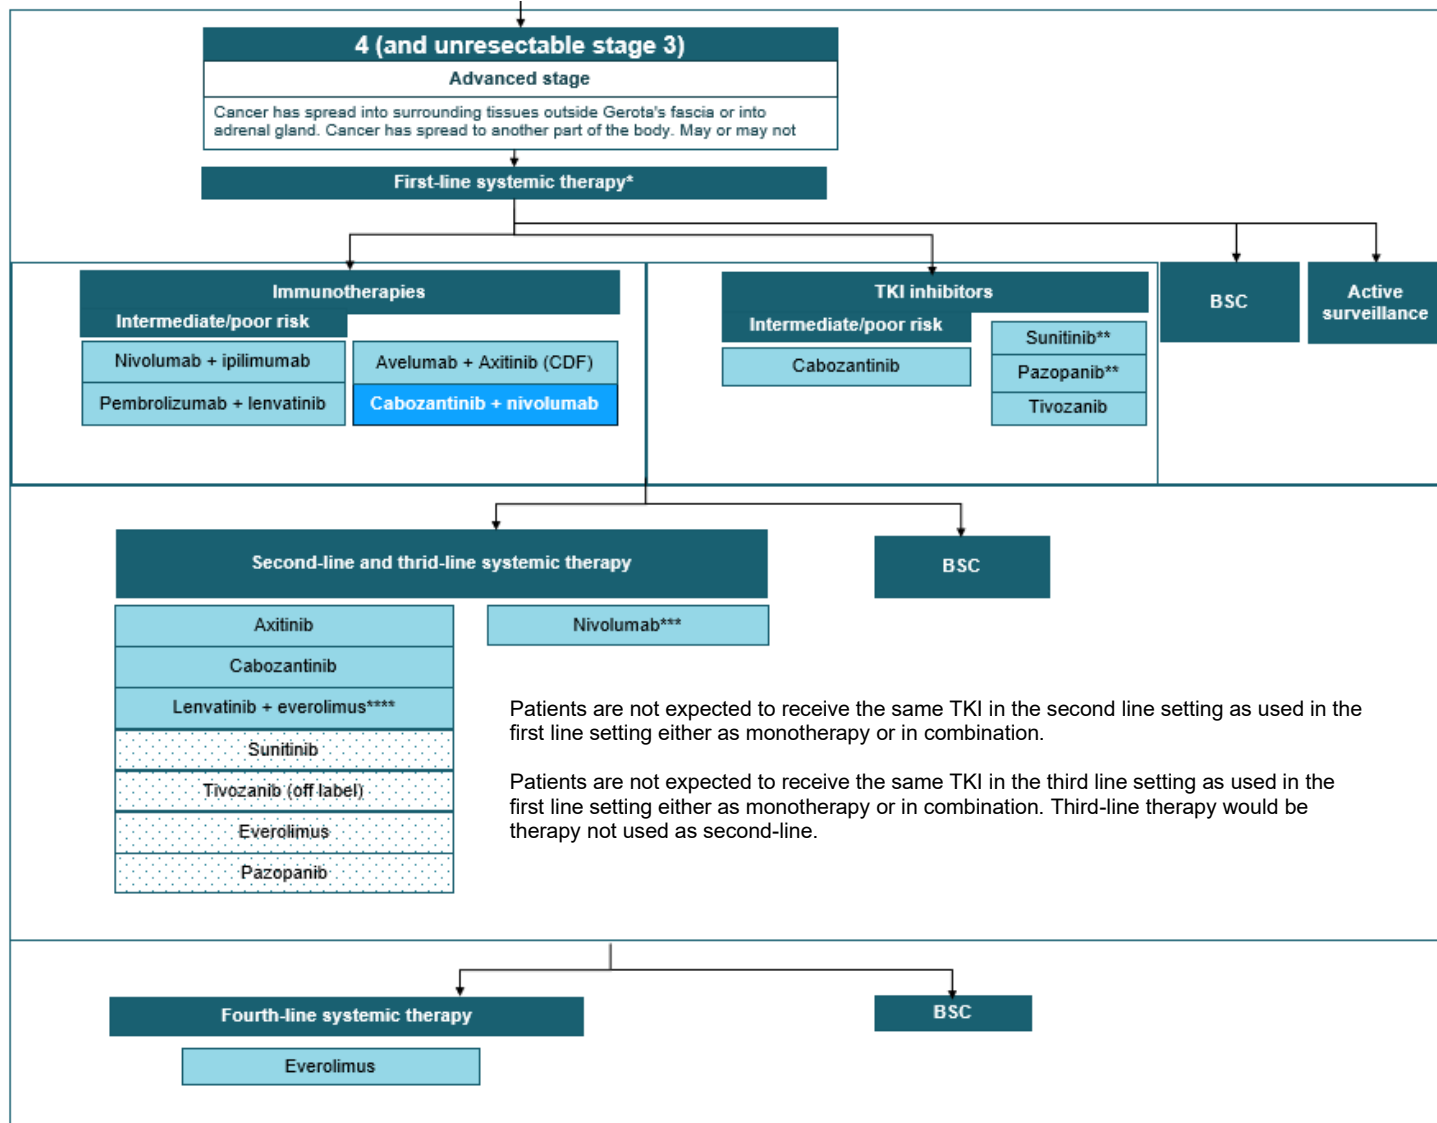 4 (and unresectable stage 3)
Advanced stage
Cancer has spread into surrounding tissues outside Gerota's fascia or into
adrenal gland. Cancer has spread to another part of the body. May or may not
First-line systemic therapy*
Immunotherapies
Intermediate/poor risk
Nivolumab + ipilimumab
Pembrolizumab + lenvatinib
Avelumab + Axitinib (CDF)
Cabozantinib + nivolumab
TKI inhibitors
Intermediate/poor risk
Cabozantinib
Sunitinib**
Pazopanib**
Tivozanib
BSC
Active
surveillance
Second-line and thrid-line systemic therapy
Axitinib
Cabozantinib
Lenvatinib + everolimus****
Sunitinib
Tivozanib (off label)
Everolimus
Pazopanib
Nivolumab***
BSC
Patients are not expected to receive the same TKI in the second line setting as used in the
first line setting either as monotherapy or in combination.
Patients are not expected to receive the same TKI in the third line setting as used in the
first line setting either as monotherapy or in combination. Third-line therapy would be
therapy not used as second-line.
Fourth-line systemic therapy
Everolimus
BSC